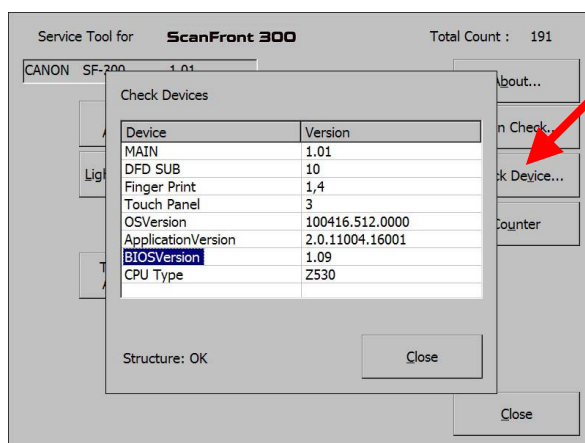 Service Tool for ScanFront 300 Total Count : 191
CANON SF-300 1.01
About...
Check Devices
Device Version
MAIN 1.01
DFD SUB 10
Finger Print 1,4
Touch Panel 3
OSVersion 100416.512.0000
ApplicationVersion 2.0.11004.16001
BIOSVersion 1.09
CPU Type Z530
Ligh
n Check...
k Device...
Counter
Structure: OK Close
Close